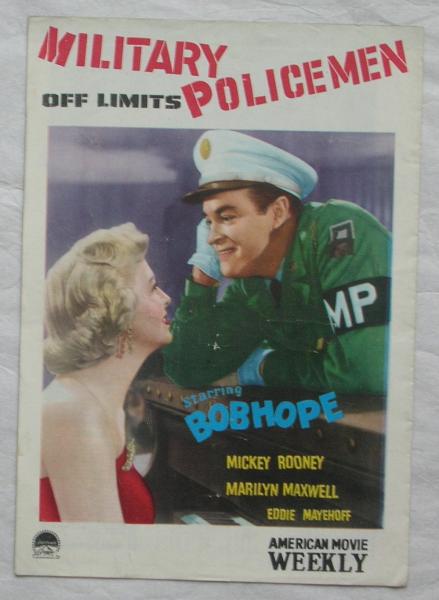 MILITARY
POLICEMEN
OFF LIMITS
MP
Starring
BOB HOPE
MICKEY ROONEY
MARILYN MAXWELL
EDDIE MAYEHOFF
AMERICAN MOVIE
WEEKLY